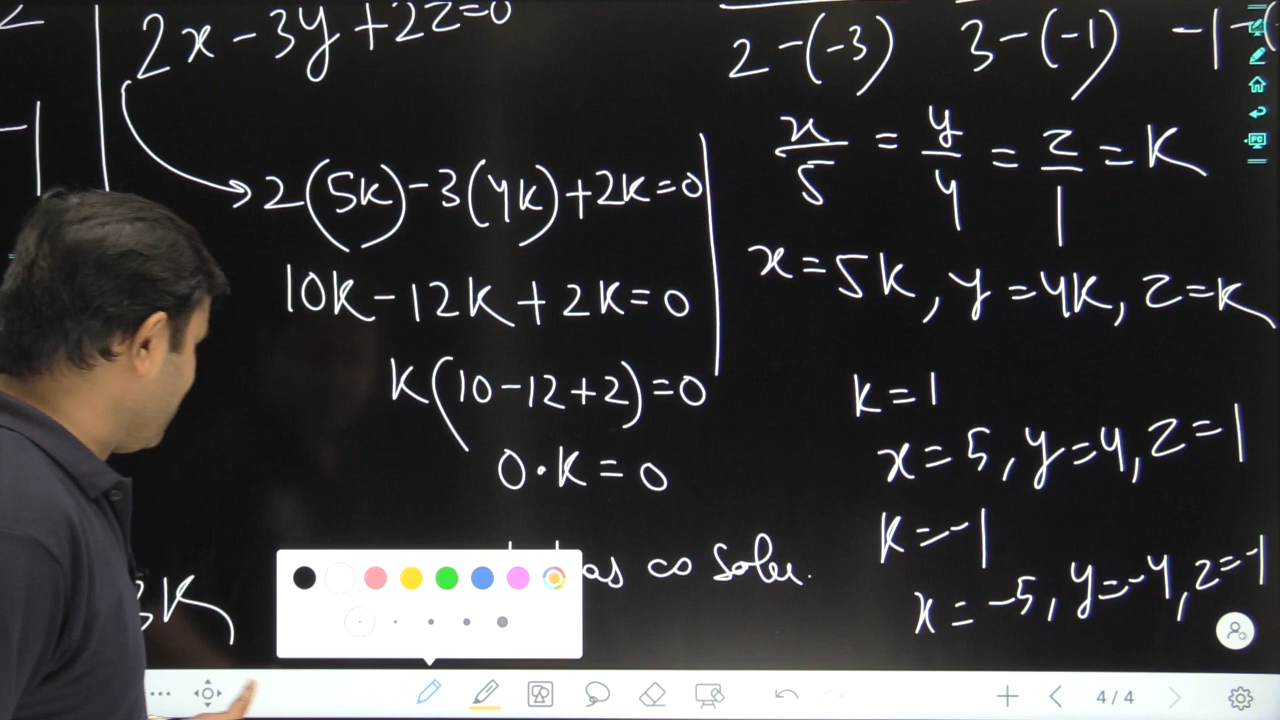 2x - 3y + 2z = 0
2(5k) - 3(4k) + 2k = 0
10k - 12k + 2k = 0
k(10 - 12 + 2) = 0
0 · k = 0
∞ soln.
3K
2 - (-3) 3 - (-1) -1 - (
x/5 = y/4 = z/1 = K
x = 5k, y = 4k, z = k
k = 1
x = 5, y = 4, z = 1
k = -1
x = -5, y = -4, z = -1
PC
4 / 4